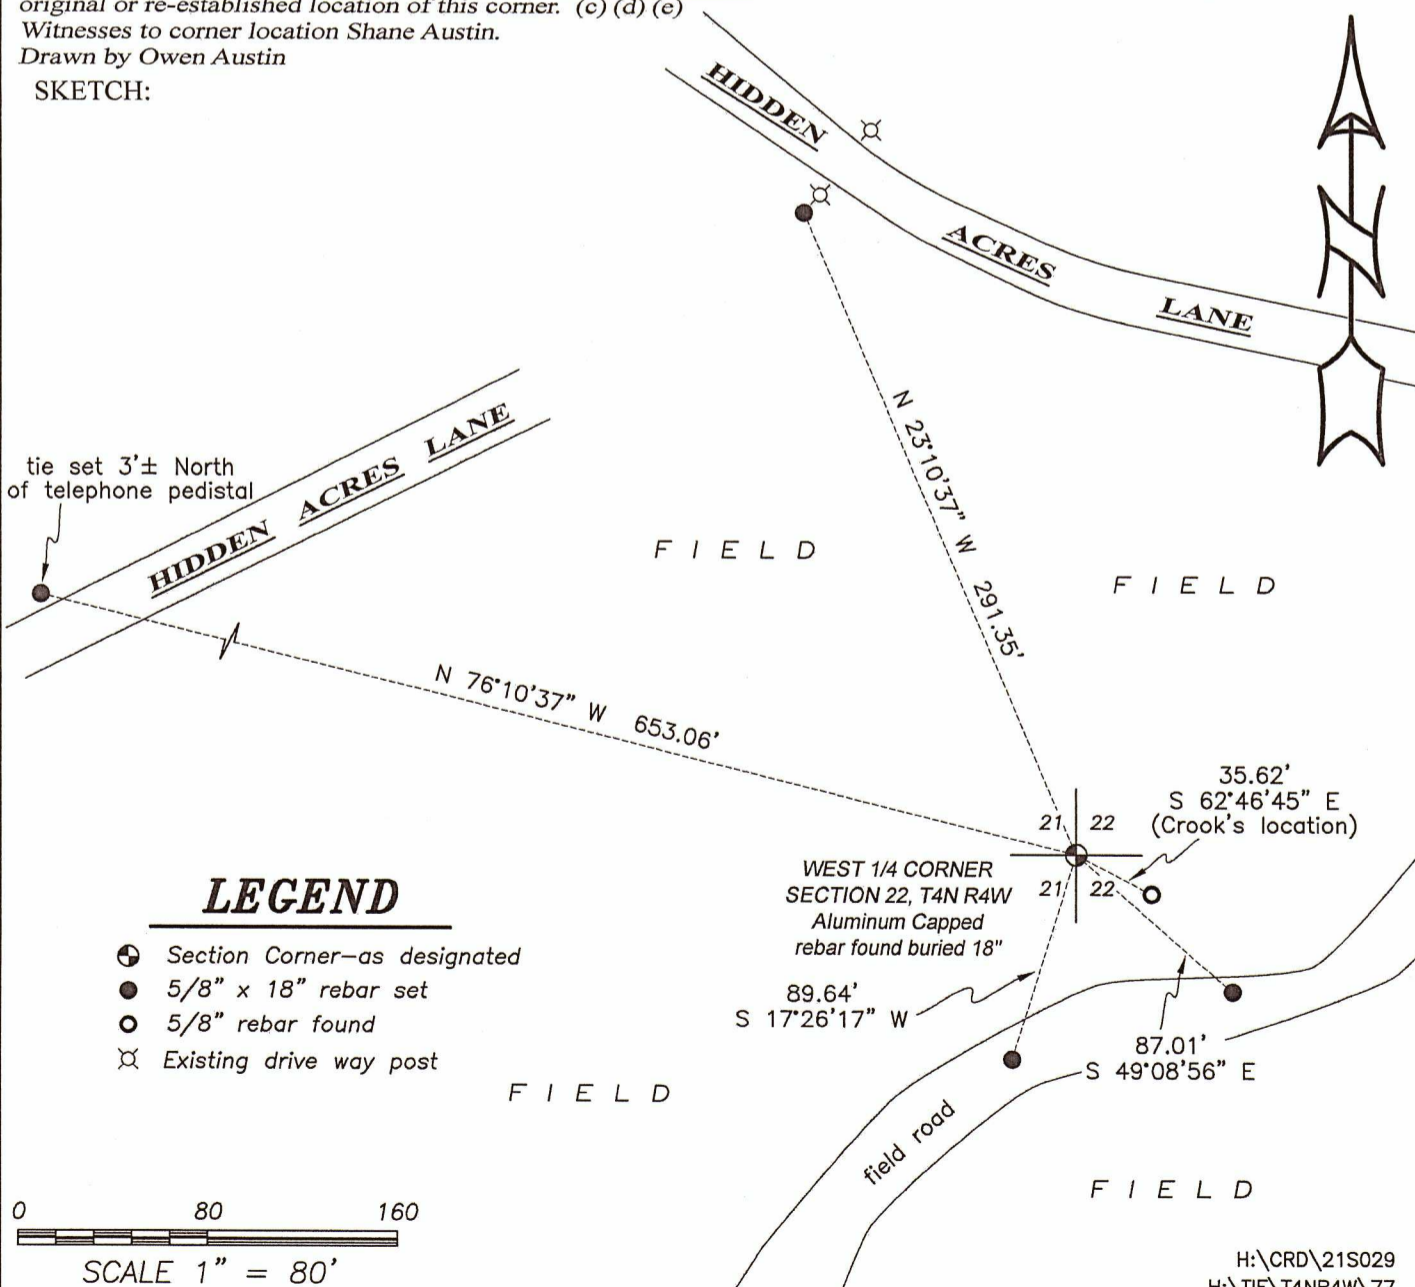 original or re-established location of this corner. (c) (d) (e)
Witnesses to corner location Shane Austin.
Drawn by Owen Austin
SKETCH:
HIDDEN ACRES LANE
N
N 23°10'37" W 291.35'
HIDDEN ACRES LANE
tie set 3'± North
of telephone pedistal
FIELD
FIELD
N 76°10'37" W 653.06'
35.62'
S 62°46'45" E
(Crook's location)
21 22
21 22
WEST 1/4 CORNER
SECTION 22, T4N R4W
Aluminum Capped
rebar found buried 18"
89.64'
S 17°26'17" W
87.01'
S 49°08'56" E
LEGEND
Section Corner-as designated
5/8" x 18" rebar set
5/8" rebar found
Existing drive way post
FIELD
field road
FIELD
0 80 160
SCALE 1" = 80'
H:\CRD\21S029
H:\TIE\T4NR4W\77